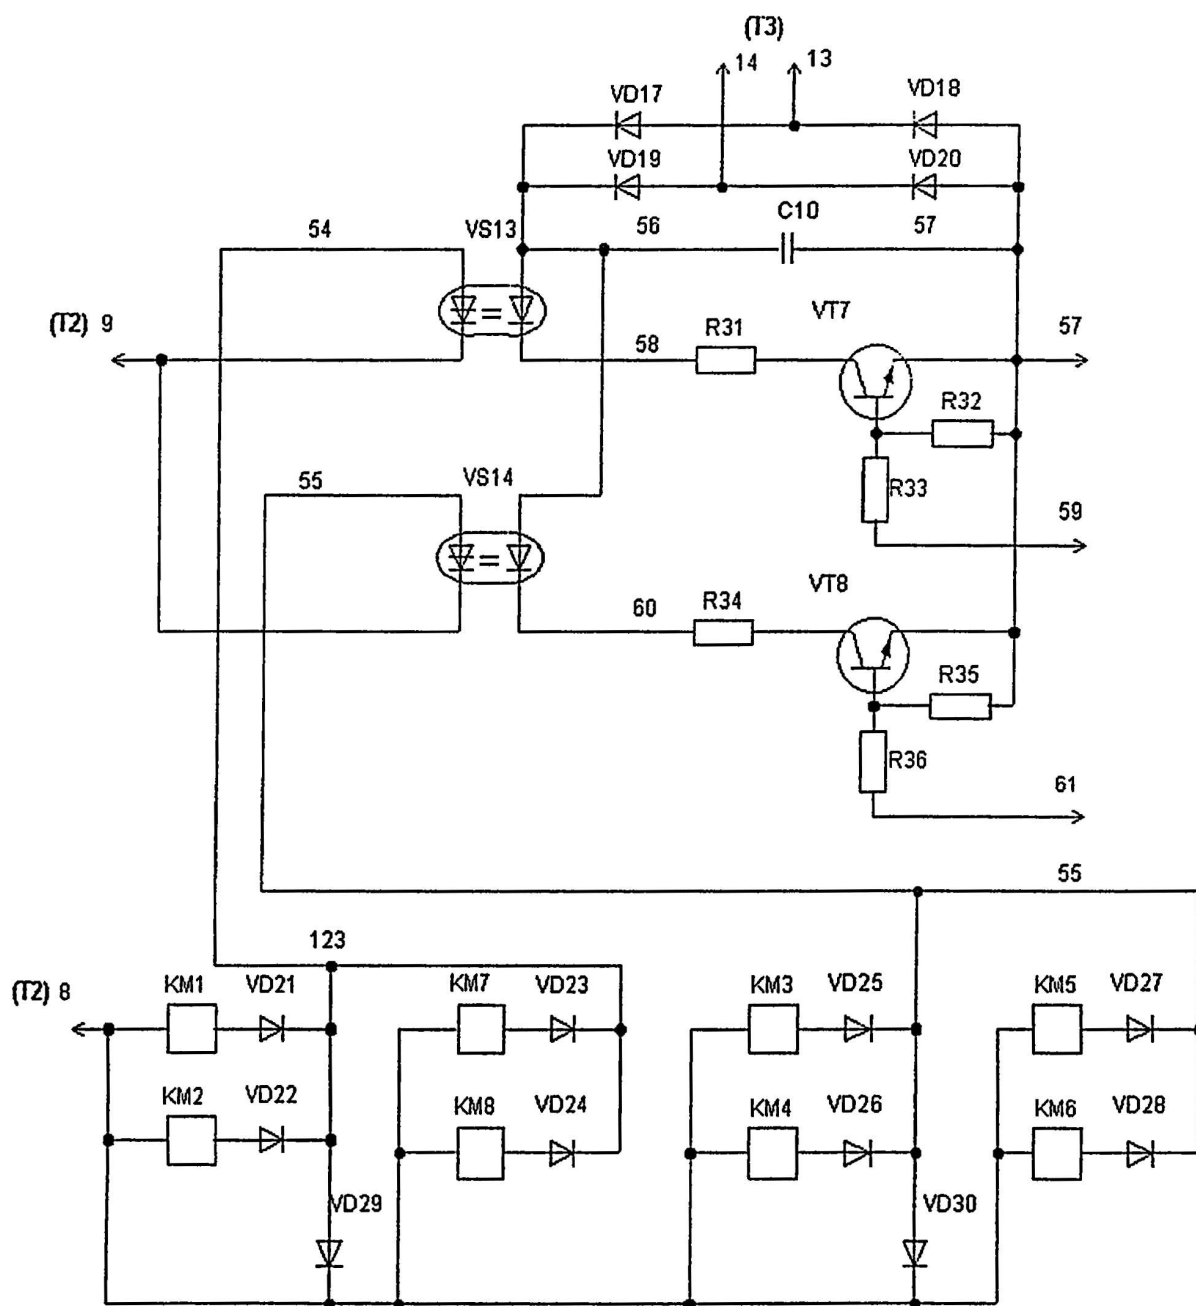 (T3)
14 13
VD17 VD18
VD19 VD20
54 VS13 56 C10 57
(T2) 9 58 R31 VT7 57
R32
R33
55 VS14 59
60 R34 VT8
R35
R36
61
55
123
(T2) 8 KM1 VD21 KM7 VD23 KM3 VD25 KM5 VD27
KM2 VD22 KM8 VD24 KM4 VD26 KM6 VD28
VD29 VD30